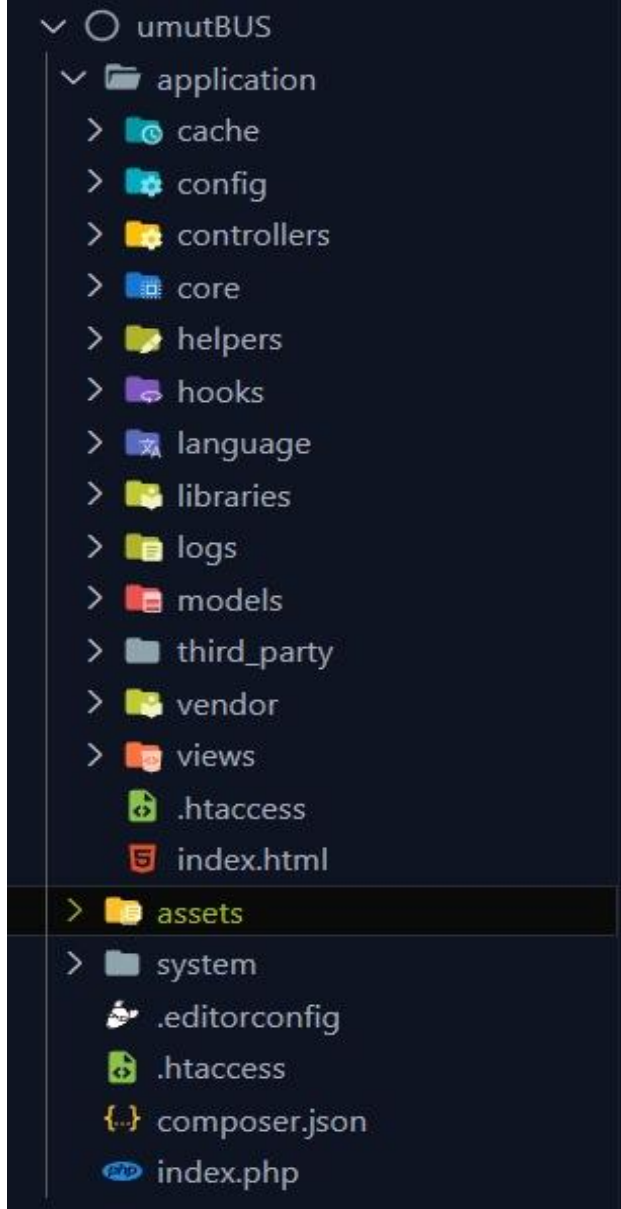 umutBUS
application
cache
config
controllers
core
helpers
hooks
language
libraries
logs
models
third_party
vendor
views
.htaccess
index.html
assets
system
.editorconfig
.htaccess
{..} composer.json
php index.php